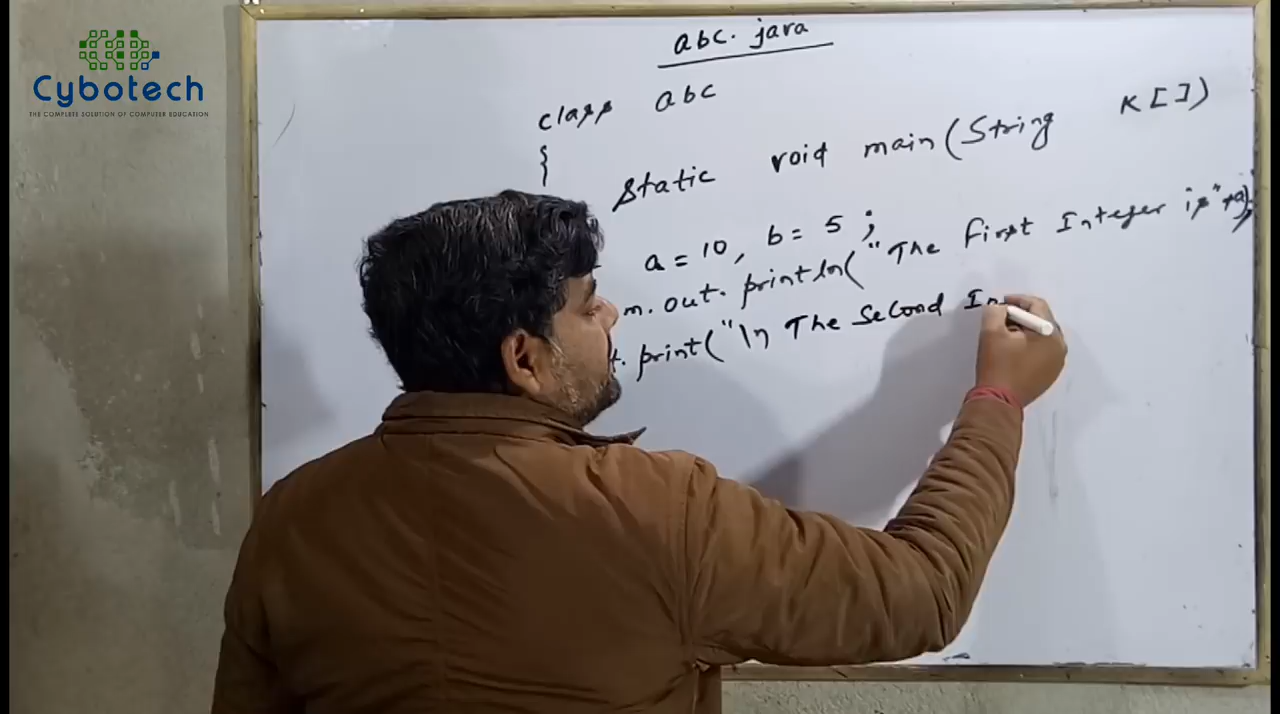 Cybotech
THE COMPLETE SOLUTION OF COMPUTER EDUCATION
abc. java
class abc
{
static void main(String K[])
a = 10, b = 5 ;
m. out. println("The first Integer is"+a);
t. print("\n The Second In